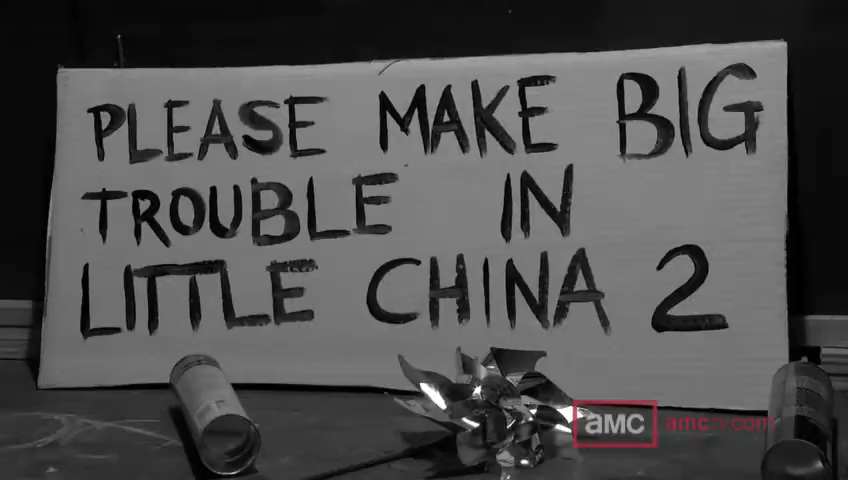 PLEASE MAKE BIG
TROUBLE IN
LITTLE CHINA 2
aMC amctv.com